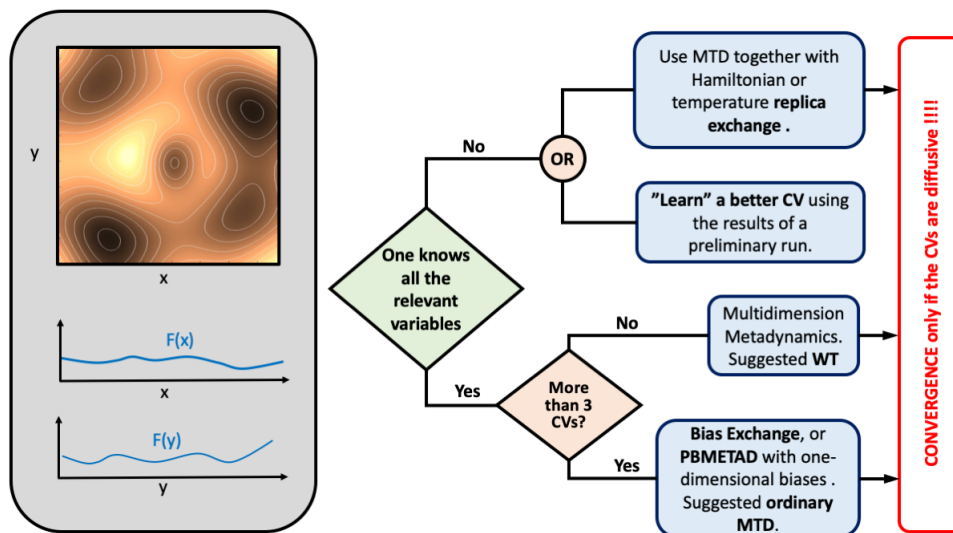 y
x
F(x)
x
F(y)
y
One knows
all the
relevant
variables
No
Yes
OR
Use MTD together with
Hamiltonian or
temperature replica
exchange .
”Learn” a better CV using
the results of a
preliminary run.
More
than 3
CVs?
No
Yes
Multidimension
Metadynamics.
Suggested WT
Bias Exchange, or
PBMETAD with one-
dimensional biases .
Suggested ordinary
MTD.
CONVERGENCE only if the CVs are diffusive !!!!